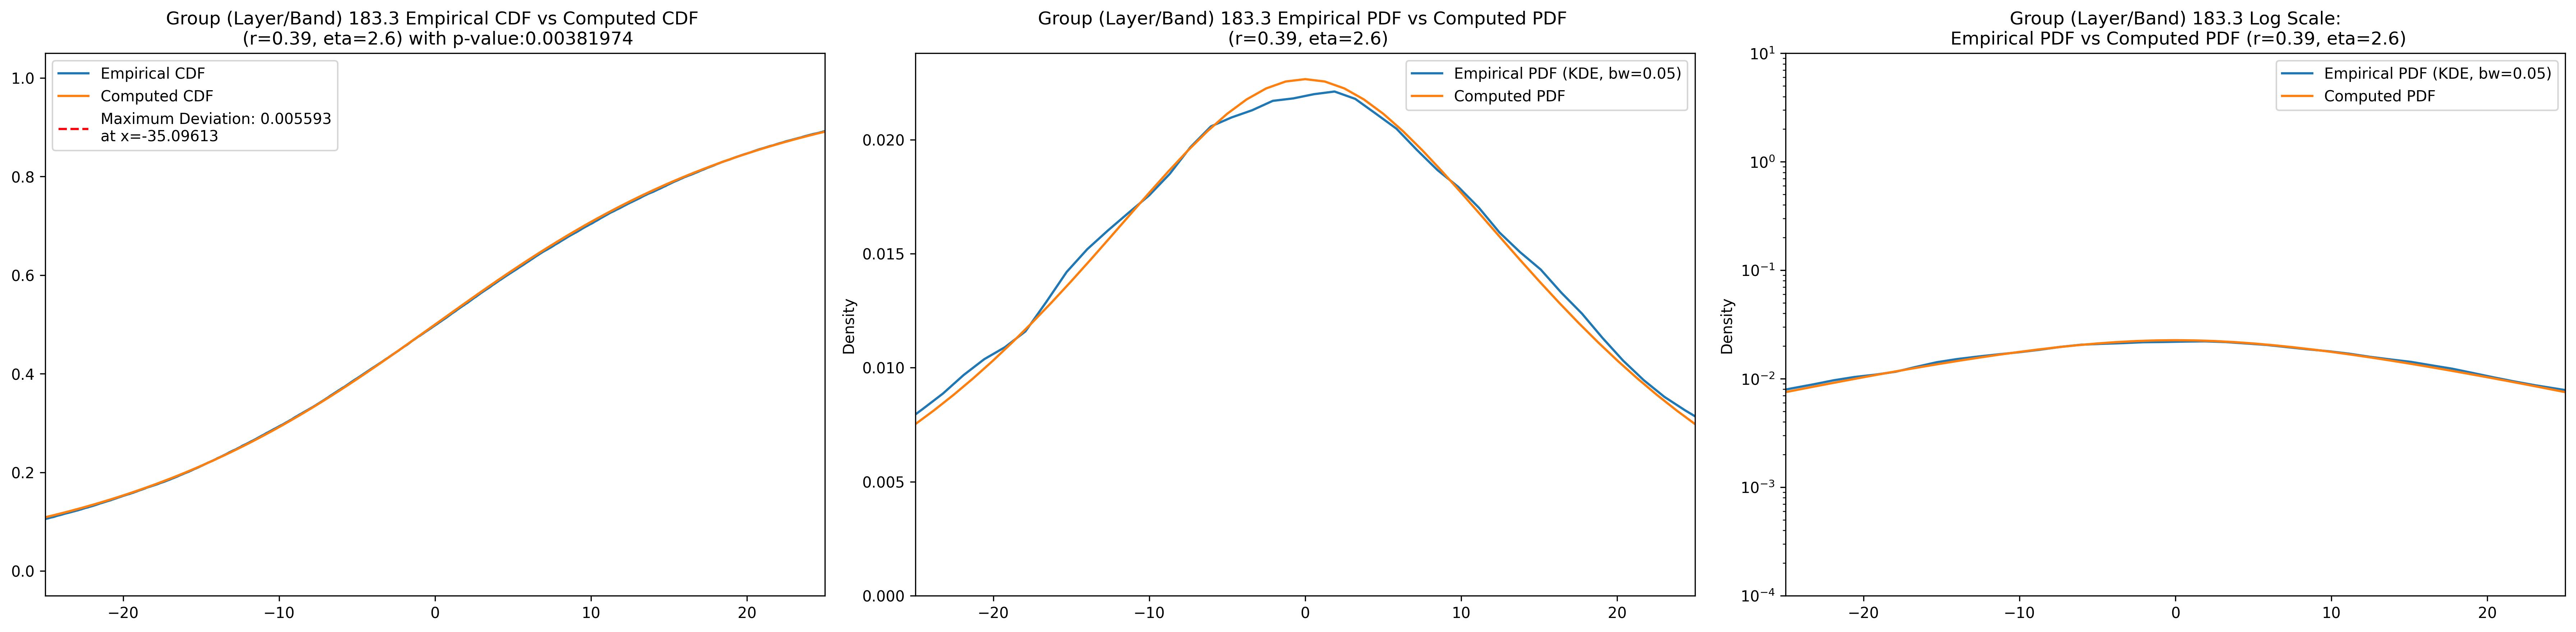 Group (Layer/Band) 183.3 Empirical CDF vs Computed CDF
(r=0.39, eta=2.6) with p-value:0.00381974
Empirical CDF
Computed CDF
Maximum Deviation: 0.005593
at x=-35.09613
1.0
0.8
0.6
0.4
0.2
0.0
−20
−10
0
10
20
Group (Layer/Band) 183.3 Empirical PDF vs Computed PDF
(r=0.39, eta=2.6)
Empirical PDF (KDE, bw=0.05)
Computed PDF
Density
0.020
0.015
0.010
0.005
0.000
−20
−10
0
10
20
Group (Layer/Band) 183.3 Log Scale:
Empirical PDF vs Computed PDF (r=0.39, eta=2.6)
Empirical PDF (KDE, bw=0.05)
Computed PDF
Density
10¹
10⁰
10⁻¹
10⁻²
10⁻³
10⁻⁴
−20
−10
0
10
20